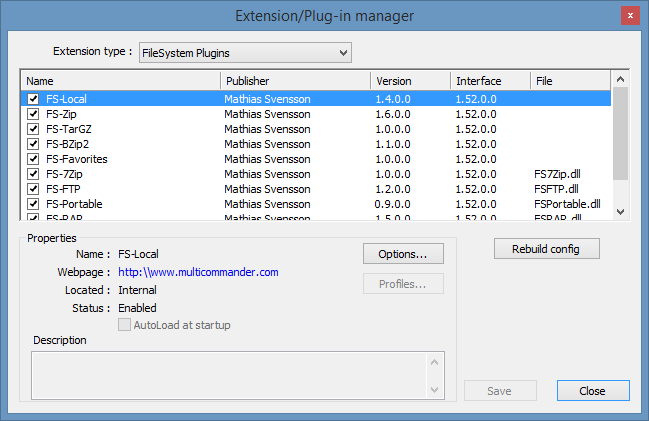 Extension/Plug-in manager
x
Extension type : FileSystem Plugins
Name Publisher Version Interface File
FS-Local Mathias Svensson 1.4.0.0 1.52.0.0
FS-Zip Mathias Svensson 1.6.0.0 1.52.0.0
FS-TarGZ Mathias Svensson 1.0.0.0 1.52.0.0
FS-BZip2 Mathias Svensson 1.1.0.0 1.52.0.0
FS-Favorites Mathias Svensson 1.0.0.0 1.52.0.0
FS-7Zip Mathias Svensson 1.0.0.0 1.52.0.0 FS7Zip.dll
FS-FTP Mathias Svensson 1.2.0.0 1.52.0.0 FSFTP.dll
FS-Portable Mathias Svensson 0.9.0.0 1.52.0.0 FSPortable.dll
FS-RAR Mathias Svensson 1.5.0.0 1.52.0.0 FSRAR.dll
Properties
Name : FS-Local Options... Rebuild config
Webpage : http:\\www.multicommander.com
Located : Internal Profiles...
Status : Enabled
AutoLoad at startup
Description
Save Close